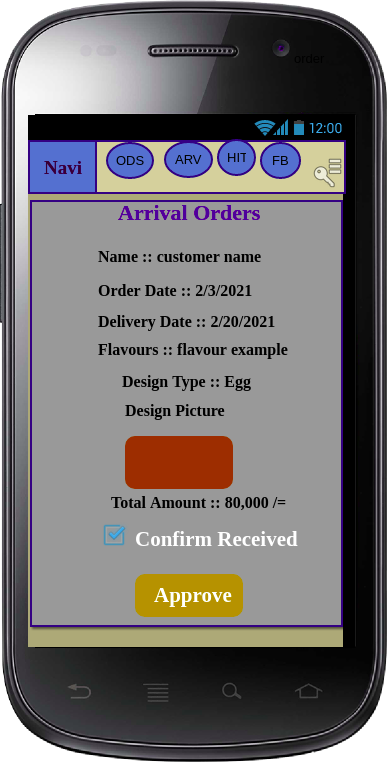 order
12:00
Navi
ODS ARV HIT FB
Arrival Orders
Name :: customer name
Order Date :: 2/3/2021
Delivery Date :: 2/20/2021
Flavours :: flavour example
Design Type :: Egg
Design Picture
Total Amount :: 80,000 /=
Confirm Received
Approve